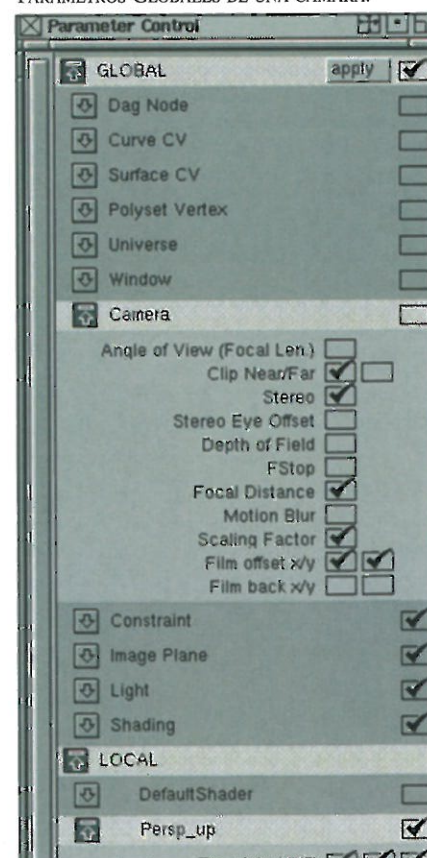 PARÁMETROS GLOBALES DE UNA CÁMARA.
Parameter Control
GLOBAL apply
Dag Node
Curve CV
Surface CV
Polyset Vertex
Universe
Window
Camera
Angle of View (Focal Len.)
Clip Near/Far
Stereo
Stereo Eye Offset
Depth of Field
FStop
Focal Distance
Motion Blur
Scaling Factor
Film offset x/y
Film back x/y
Constraint
Image Plane
Light
Shading
LOCAL
DefaultShader
Persp_up